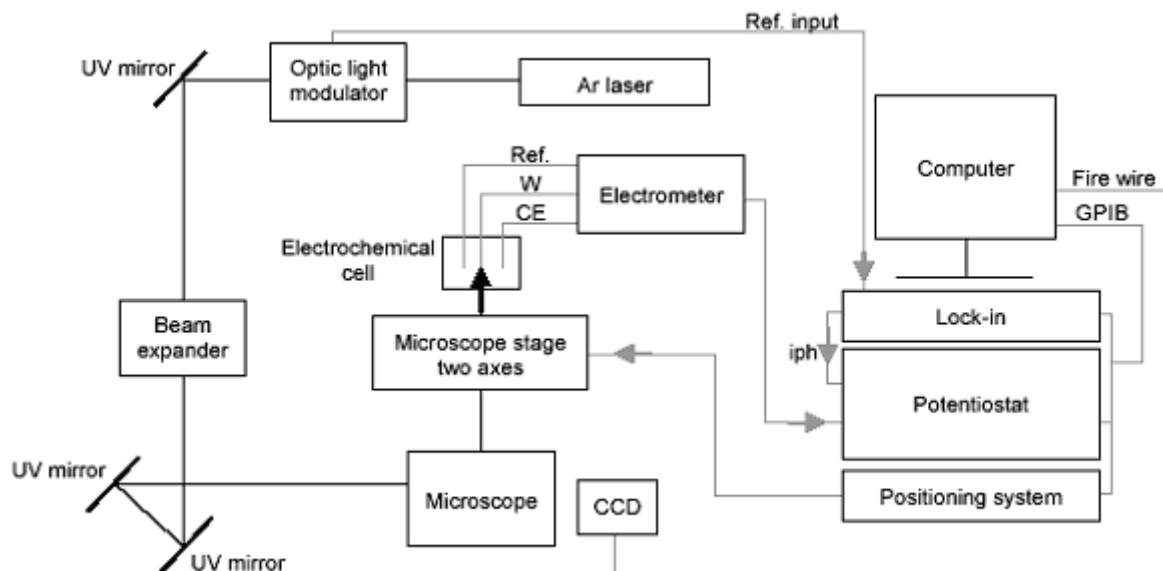 Ref. input
UV mirror
Optic light
modulator
Ar laser
Computer
Fire wire
GPIB
Ref.
W
CE
Electrometer
Electrochemical
cell
Beam
expander
Microscope stage
two axes
Lock-in
iph
Potentiostat
UV mirror
Microscope
CCD
Positioning system
UV mirror